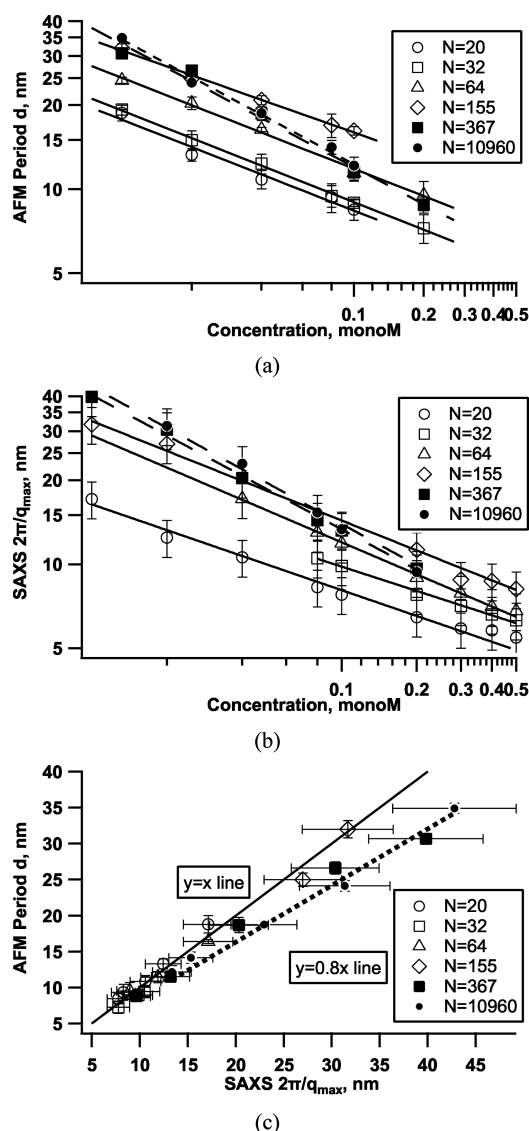 40
35
30
25
20
15
10
5
AFM Period d, nm
N=20
N=32
N=64
N=155
N=367
N=10960
0.1
0.2
0.3
0.4
0.5
Concentration, monoM
(a)
40
35
30
25
20
15
10
5
SAXS 2π/qmax, nm
N=20
N=32
N=64
N=155
N=367
N=10960
0.1
0.2
0.3
0.4
0.5
Concentration, monoM
(b)
40
35
30
25
20
15
10
5
AFM Period d, nm
y=x line
y=0.8x line
N=20
N=32
N=64
N=155
N=367
N=10960
5
10
15
20
25
30
35
40
45
SAXS 2π/qmax, nm
(c)